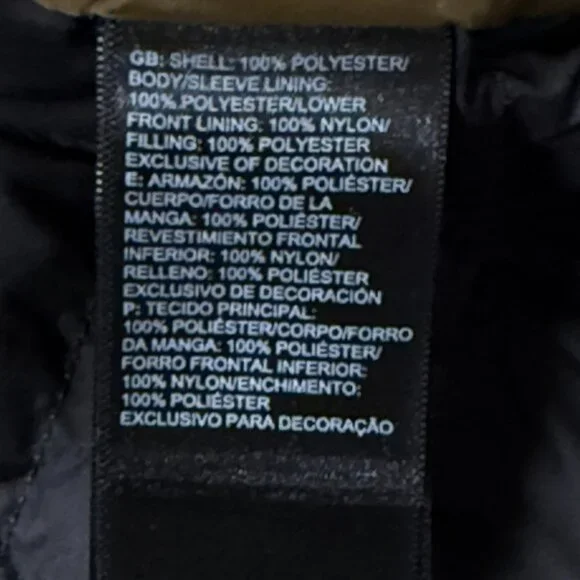 GB: SHELL: 100% POLYESTER/
BODY/SLEEVE LINING:
100% POLYESTER/LOWER
FRONT LINING: 100% NYLON/
FILLING: 100% POLYESTER
EXCLUSIVE OF DECORATION
E: ARMAZÓN: 100% POLIÉSTER/
CUERPO/FORRO DE LA
MANGA: 100% POLIÉSTER/
REVESTIMIENTO FRONTAL
INFERIOR: 100% NYLON/
RELLENO: 100% POLIÉSTER
EXCLUSIVO DE DECORACIÓN
P: TECIDO PRINCIPAL:
100% POLIÉSTER/CORPO/FORRO
DA MANGA: 100% POLIÉSTER/
FORRO FRONTAL INFERIOR:
100% NYLON/ENCHIMENTO:
100% POLIÉSTER
EXCLUSIVO PARA DECORAÇÃO